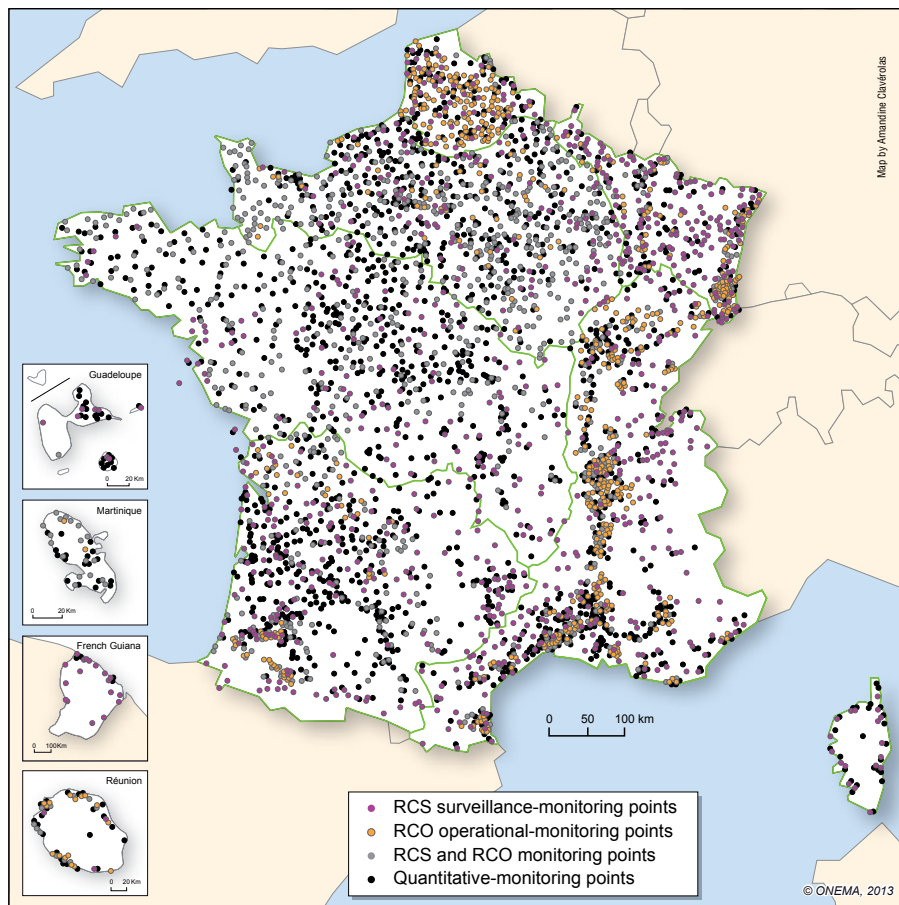 Map by Amandine Clavérolas
Guadeloupe
0 20 Km
Martinique
0 20 Km
French Guiana
0 100Km
Réunion
0 20 Km
0 50 100 km
RCS surveillance-monitoring points
RCO operational-monitoring points
RCS and RCO monitoring points
Quantitative-monitoring points
© ONEMA, 2013